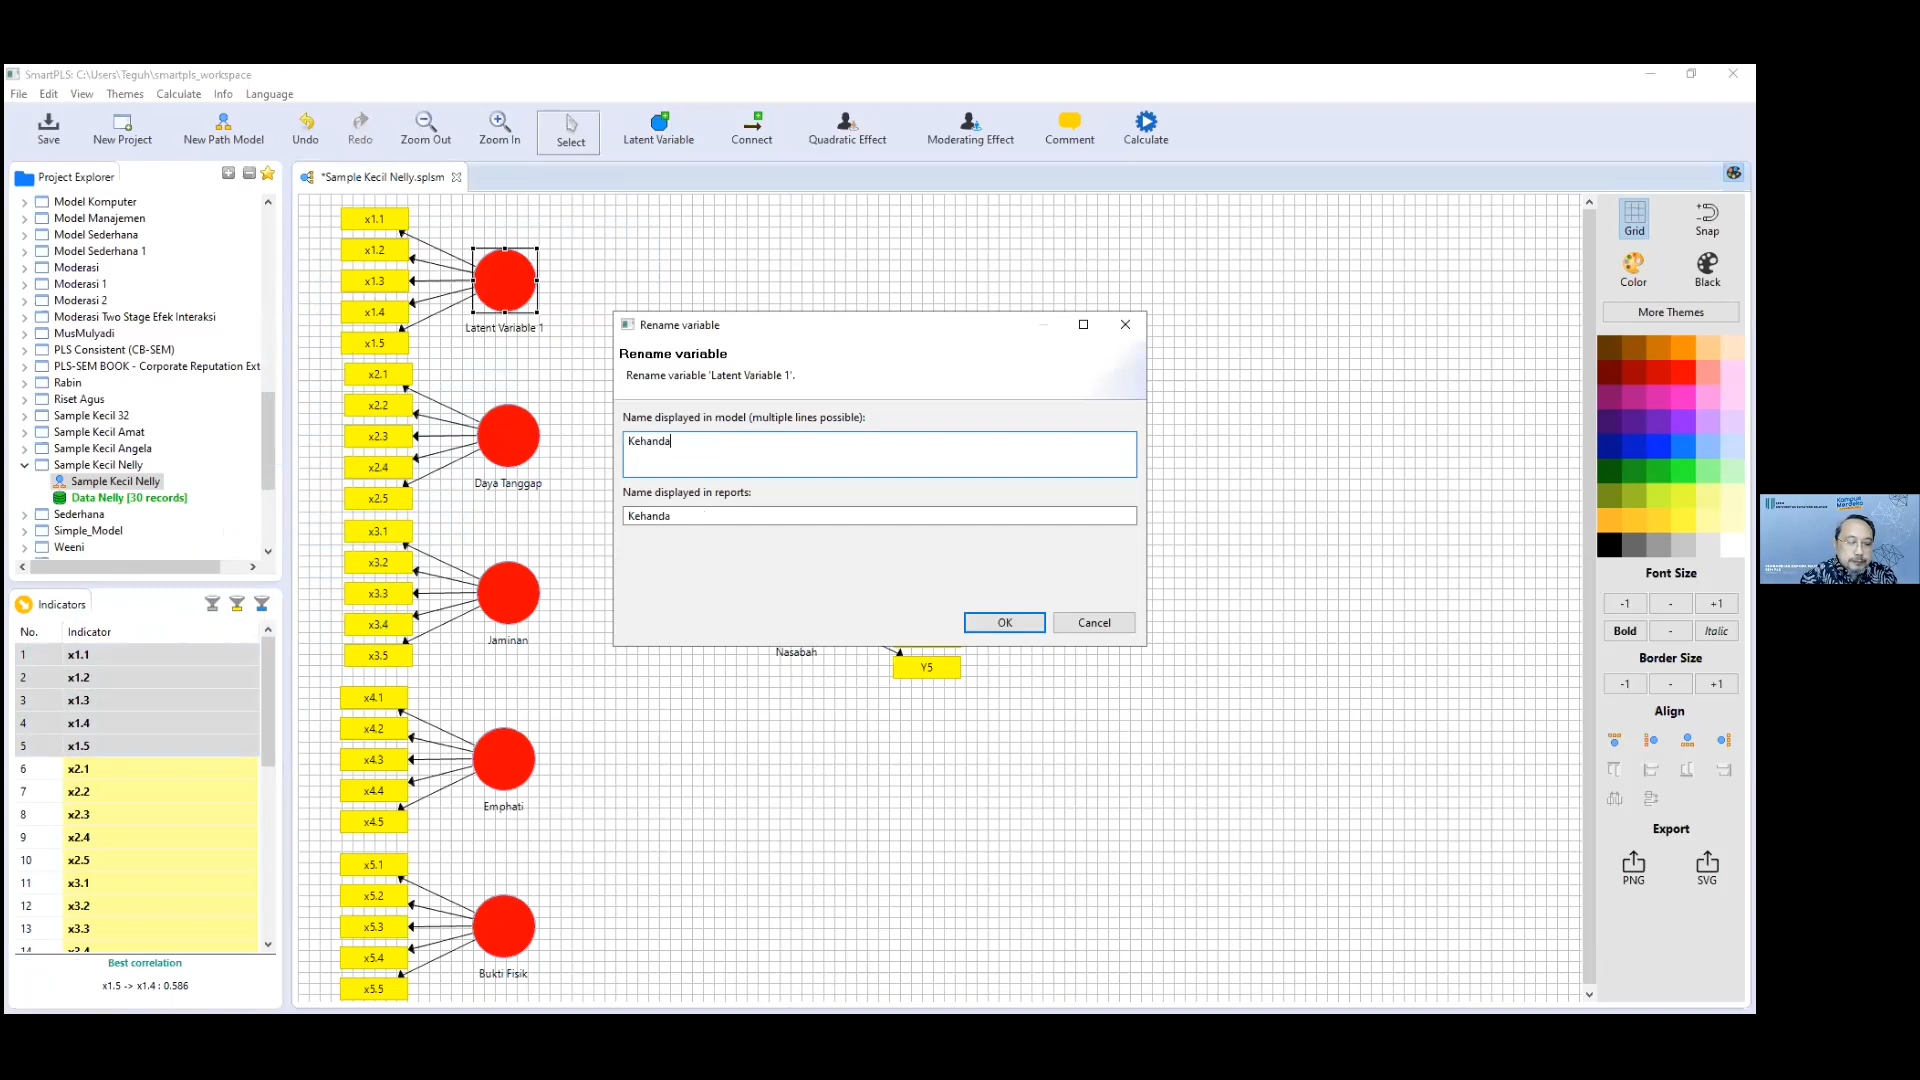 SmartPLS: C:\Users\Teguh\smartpls_workspace
File Edit View Themes Calculate Info Language
Save New Project New Path Model Undo Redo Zoom Out Zoom In Select Latent Variable Connect Quadratic Effect Moderating Effect Comment Calculate
Project Explorer
Model Komputer
Model Manajemen
Model Sederhana
Model Sederhana 1
Moderasi
Moderasi 1
Moderasi 2
Moderasi Two Stage Efek Interaksi
MusMulyadi
PLS Consistent (CB-SEM)
PLS-SEM BOOK - Corporate Reputation Ext
Rabin
Riset Agus
Sample Kecil 32
Sample Kecil Amat
Sample Kecil Angela
Sample Kecil Nelly
Sample Kecil Nelly
Data Nelly [30 records]
Sederhana
Simple_Model
Weeni
Indicators
No. Indicator
1 x1.1
2 x1.2
3 x1.3
4 x1.4
5 x1.5
6 x2.1
7 x2.2
8 x2.3
9 x2.4
10 x2.5
11 x3.1
12 x3.2
13 x3.3
14 x3.4
Best correlation
x1.5 -> x1.4 : 0.586
*Sample Kecil Nelly.splsm
x1.1
x1.2
x1.3
x1.4
x1.5
Latent Variable 1
x2.1
x2.2
x2.3
x2.4
x2.5
Daya Tanggap
x3.1
x3.2
x3.3
x3.4
x3.5
Jaminan
x4.1
x4.2
x4.3
x4.4
x4.5
Emphati
x5.1
x5.2
x5.3
x5.4
x5.5
Bukti Fisik
Nasabah
Y5
Rename variable
Rename variable
Rename variable 'Latent Variable 1'.
Name displayed in model (multiple lines possible):
Kehanda
Name displayed in reports:
Kehanda
OK Cancel
Grid Snap
Color Black
More Themes
Font Size
-1 - +1
Bold - Italic
Border Size
-1 - +1
Align
Export
PNG SVG
Kampus
Merdeka